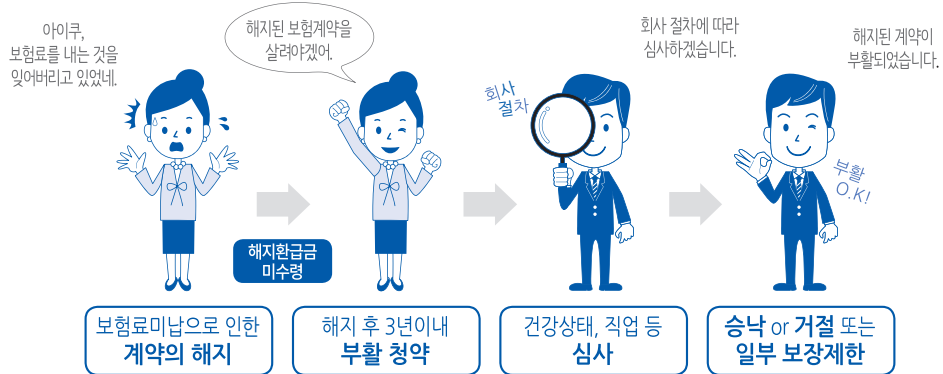 아이쿠,
보험료를 내는 것을
잊어버리고 있었네.
해지된 보험계약을
살려야겠어.
회사 절차에 따라
심사하겠습니다.
해지된 계약이
부활되었습니다.
회사
절차
부활
O.K!
해지환급금
미수령
보험료미납으로 인한
계약의 해지
해지 후 3년이내
부활 청약
건강상태, 직업 등
심사
승낙 or 거절 또는
일부 보장제한